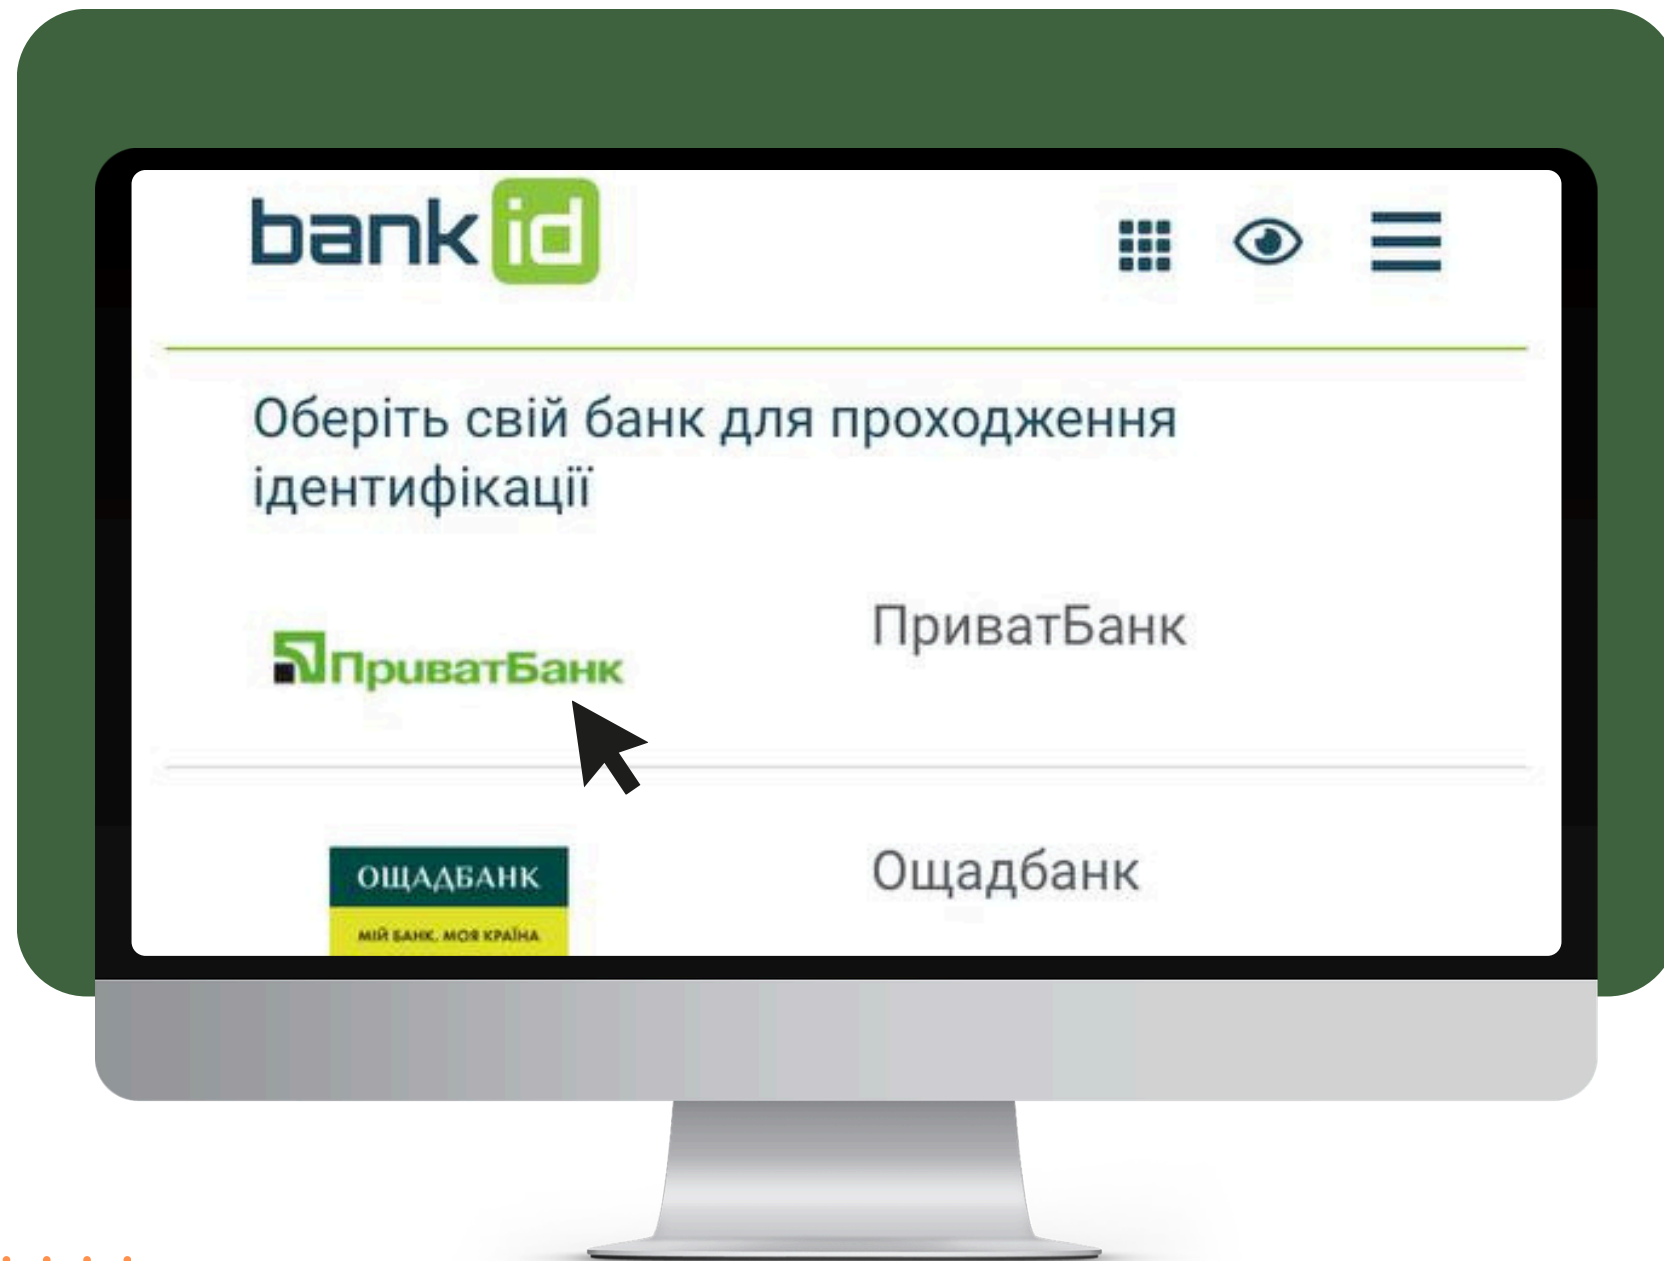 bank id
Оберіть свій банк для проходження
ідентифікації
ПриватБанк
ПриватБанк
ОЩАДБАНК
МІЙ БАНК. МОЯ КРАЇНА
Ощадбанк